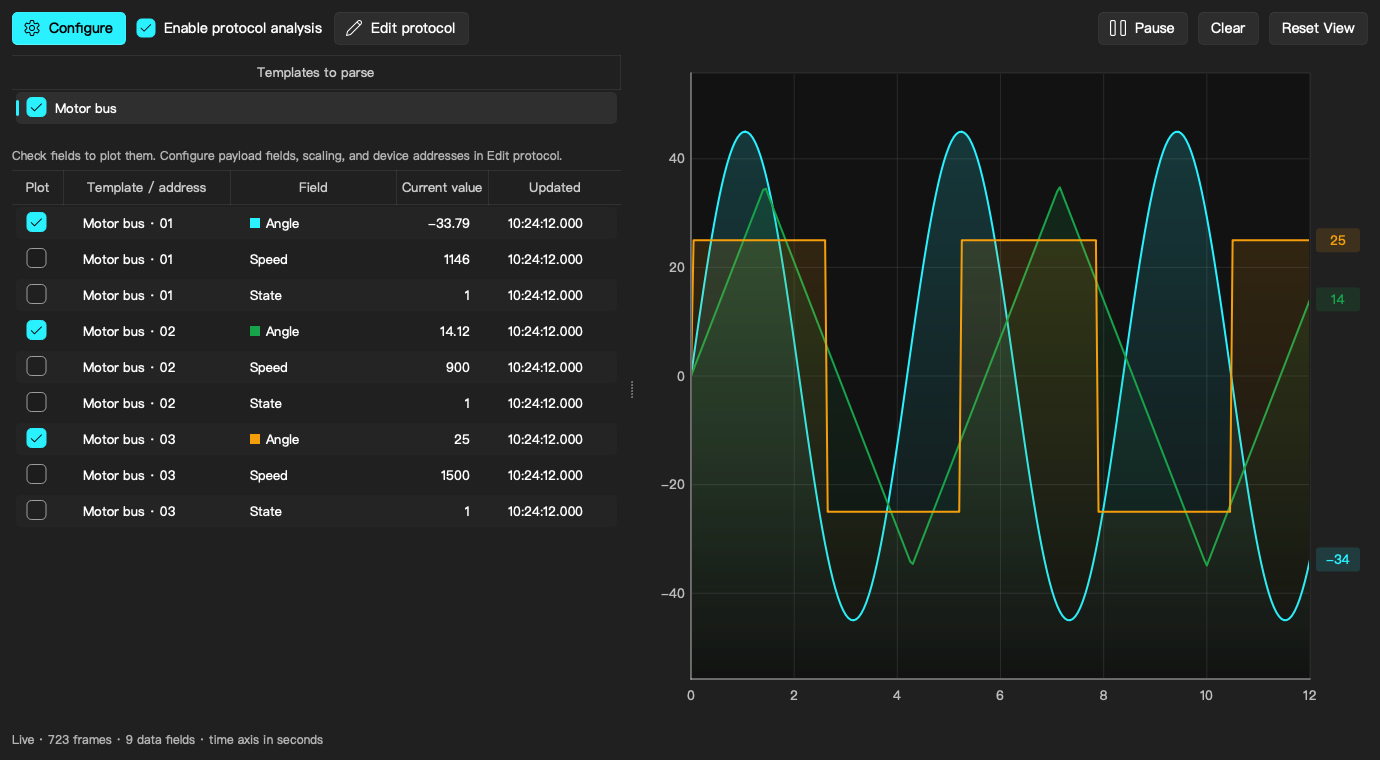 Configure Enable protocol analysis Edit protocol Pause Clear Reset View
Templates to parse
Motor bus
Check fields to plot them. Configure payload fields, scaling, and device addresses in Edit protocol.
Plot Template / address Field Current value Updated
Motor bus · 01 Angle −33.79 10:24:12.000
Motor bus · 01 Speed 1146 10:24:12.000
Motor bus · 01 State 1 10:24:12.000
Motor bus · 02 Angle 14.12 10:24:12.000
Motor bus · 02 Speed 900 10:24:12.000
Motor bus · 02 State 1 10:24:12.000
Motor bus · 03 Angle 25 10:24:12.000
Motor bus · 03 Speed 1500 10:24:12.000
Motor bus · 03 State 1 10:24:12.000
40
20
0
−20
−40
0 2 4 6 8 10 12
25
14
−34
Live · 723 frames · 9 data fields · time axis in seconds